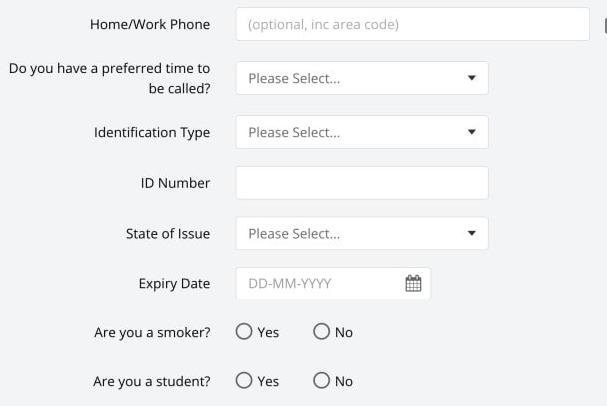 Home/Work Phone (optional, inc area code)
Do you have a preferred time to
be called? Please Select...
Identification Type Please Select...
ID Number
State of Issue Please Select...
Expiry Date DD-MM-YYYY
Are you a smoker? Yes No
Are you a student? Yes No